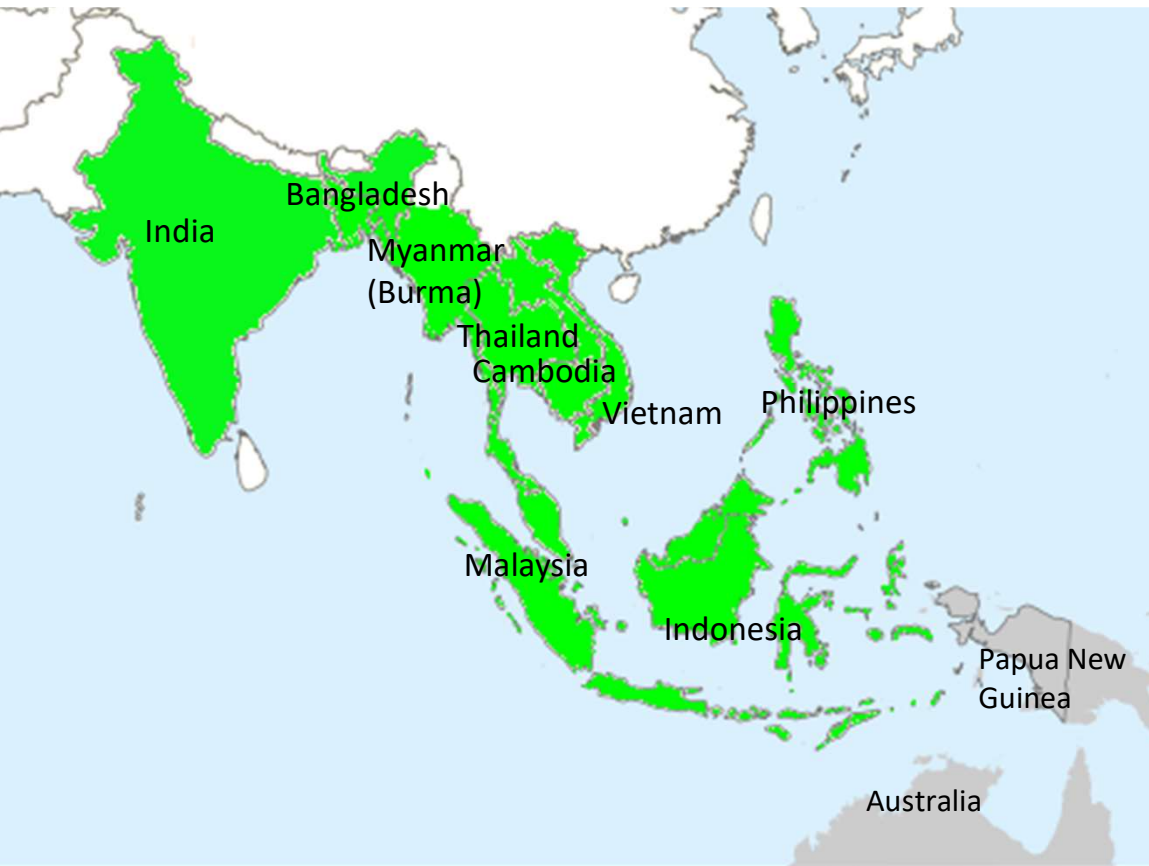 Bangladesh
India
Myanmar
(Burma)
Thailand
Cambodia
Vietnam
Philippines
Malaysia
Indonesia
Papua New
Guinea
Australia